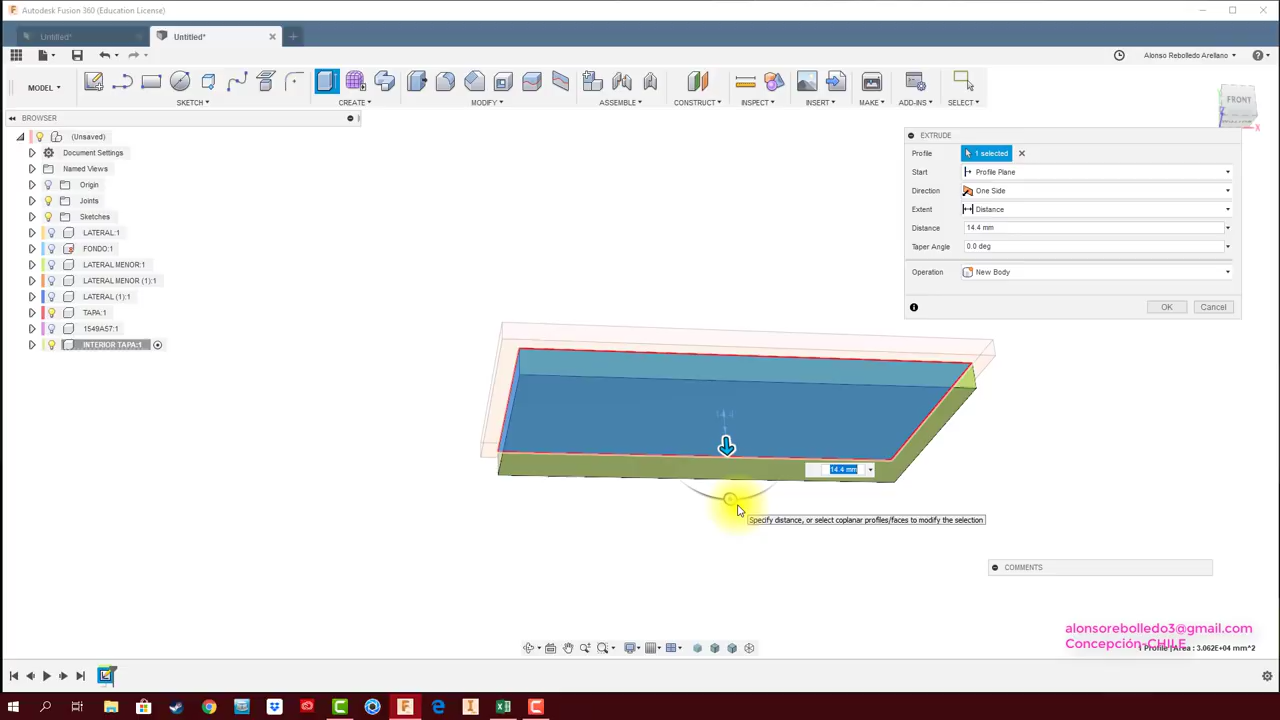 Autodesk Fusion 360 (Education License)
Untitled*
Untitled*
Alonso Rebolledo Arellano
MODEL
SKETCH
CREATE
MODIFY
ASSEMBLE
CONSTRUCT
INSPECT
INSERT
MAKE
ADD-INS
SELECT
BROWSER
(Unsaved)
Document Settings
Named Views
Origin
Joints
Sketches
LATERAL:1
FONDO:1
LATERAL MENOR:1
LATERAL MENOR (1):1
LATERAL (1):1
TAPA:1
1549A57:1
INTERIOR TAPA:1
FRONT
EXTRUDE
Profile 1 selected
Start Profile Plane
Direction One Side
Extent Distance
Distance 14.4 mm
Taper Angle 0.0 deg
Operation New Body
OK Cancel
14.4
14.4 mm
Specify distance, or select coplanar profiles/faces to modify the selection
COMMENTS
alonsorebolledo3@gmail.com
Concepción-CHILE
1 Profile | Area : 3.062E+04 mm^2